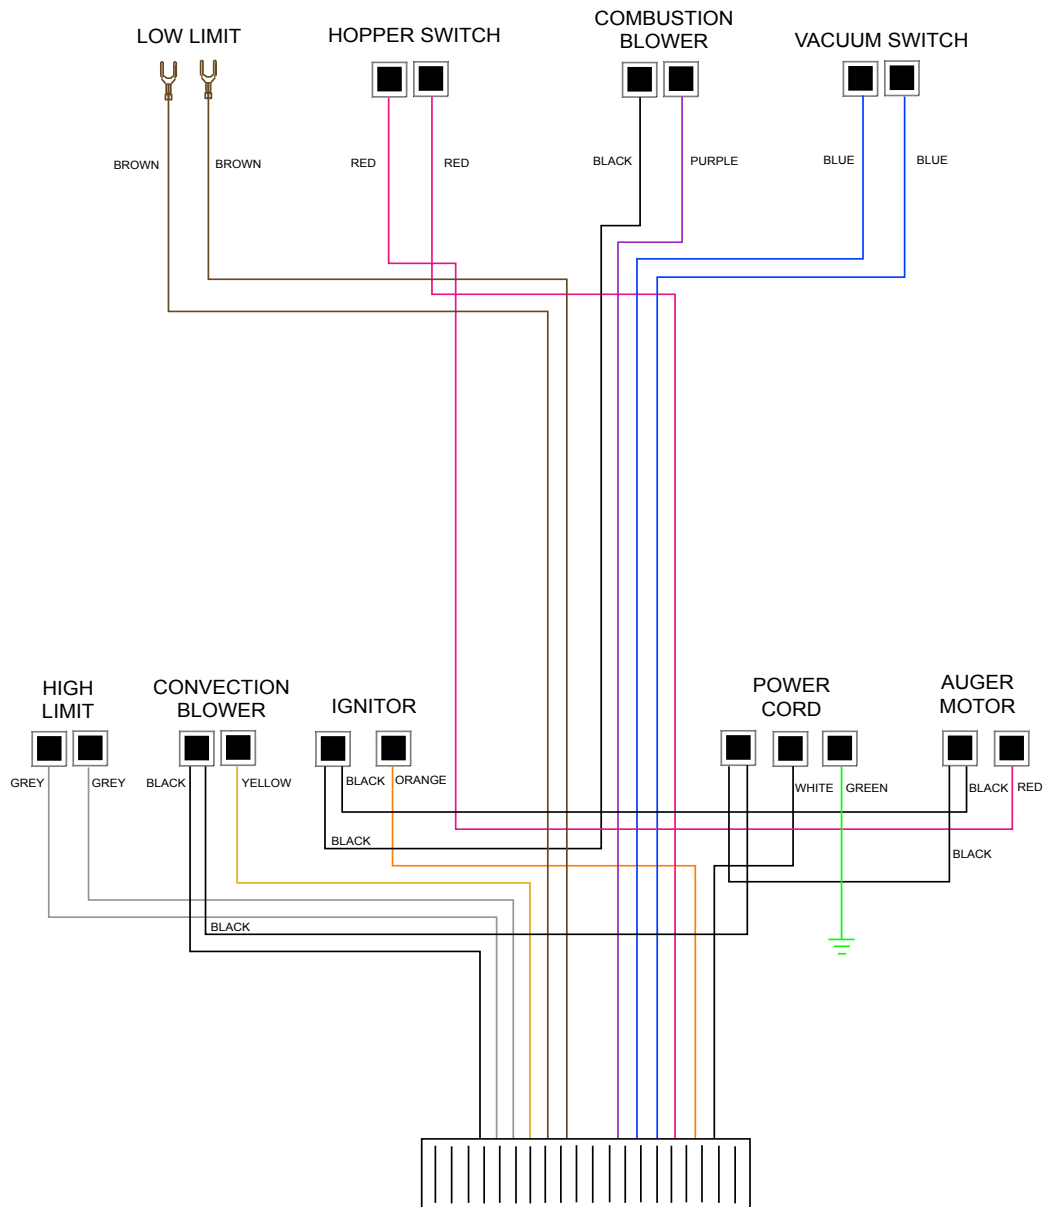 LOW LIMIT
HOPPER SWITCH
COMBUSTION
BLOWER
VACUUM SWITCH
BROWN
BROWN
RED
RED
BLACK
PURPLE
BLUE
BLUE
HIGH
LIMIT
CONVECTION
BLOWER
IGNITOR
POWER
CORD
AUGER
MOTOR
GREY
GREY
BLACK
YELLOW
BLACK
ORANGE
WHITE
GREEN
BLACK
RED
BLACK
BLACK
BLACK